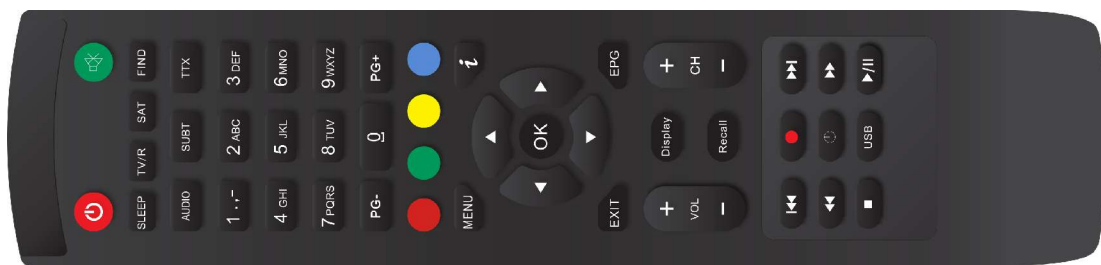 SLEEP TV/R SAT FIND
AUDIO SUBT TTX
1 .,- 2 ABC 3 DEF
4 GHI 5 JKL 6 MNO
7 PQRS 8 TUV 9 WXYZ
PG- 0 PG+
MENU i
OK
EXIT EPG
+ Display +
VOL CH
- Recall -
USB